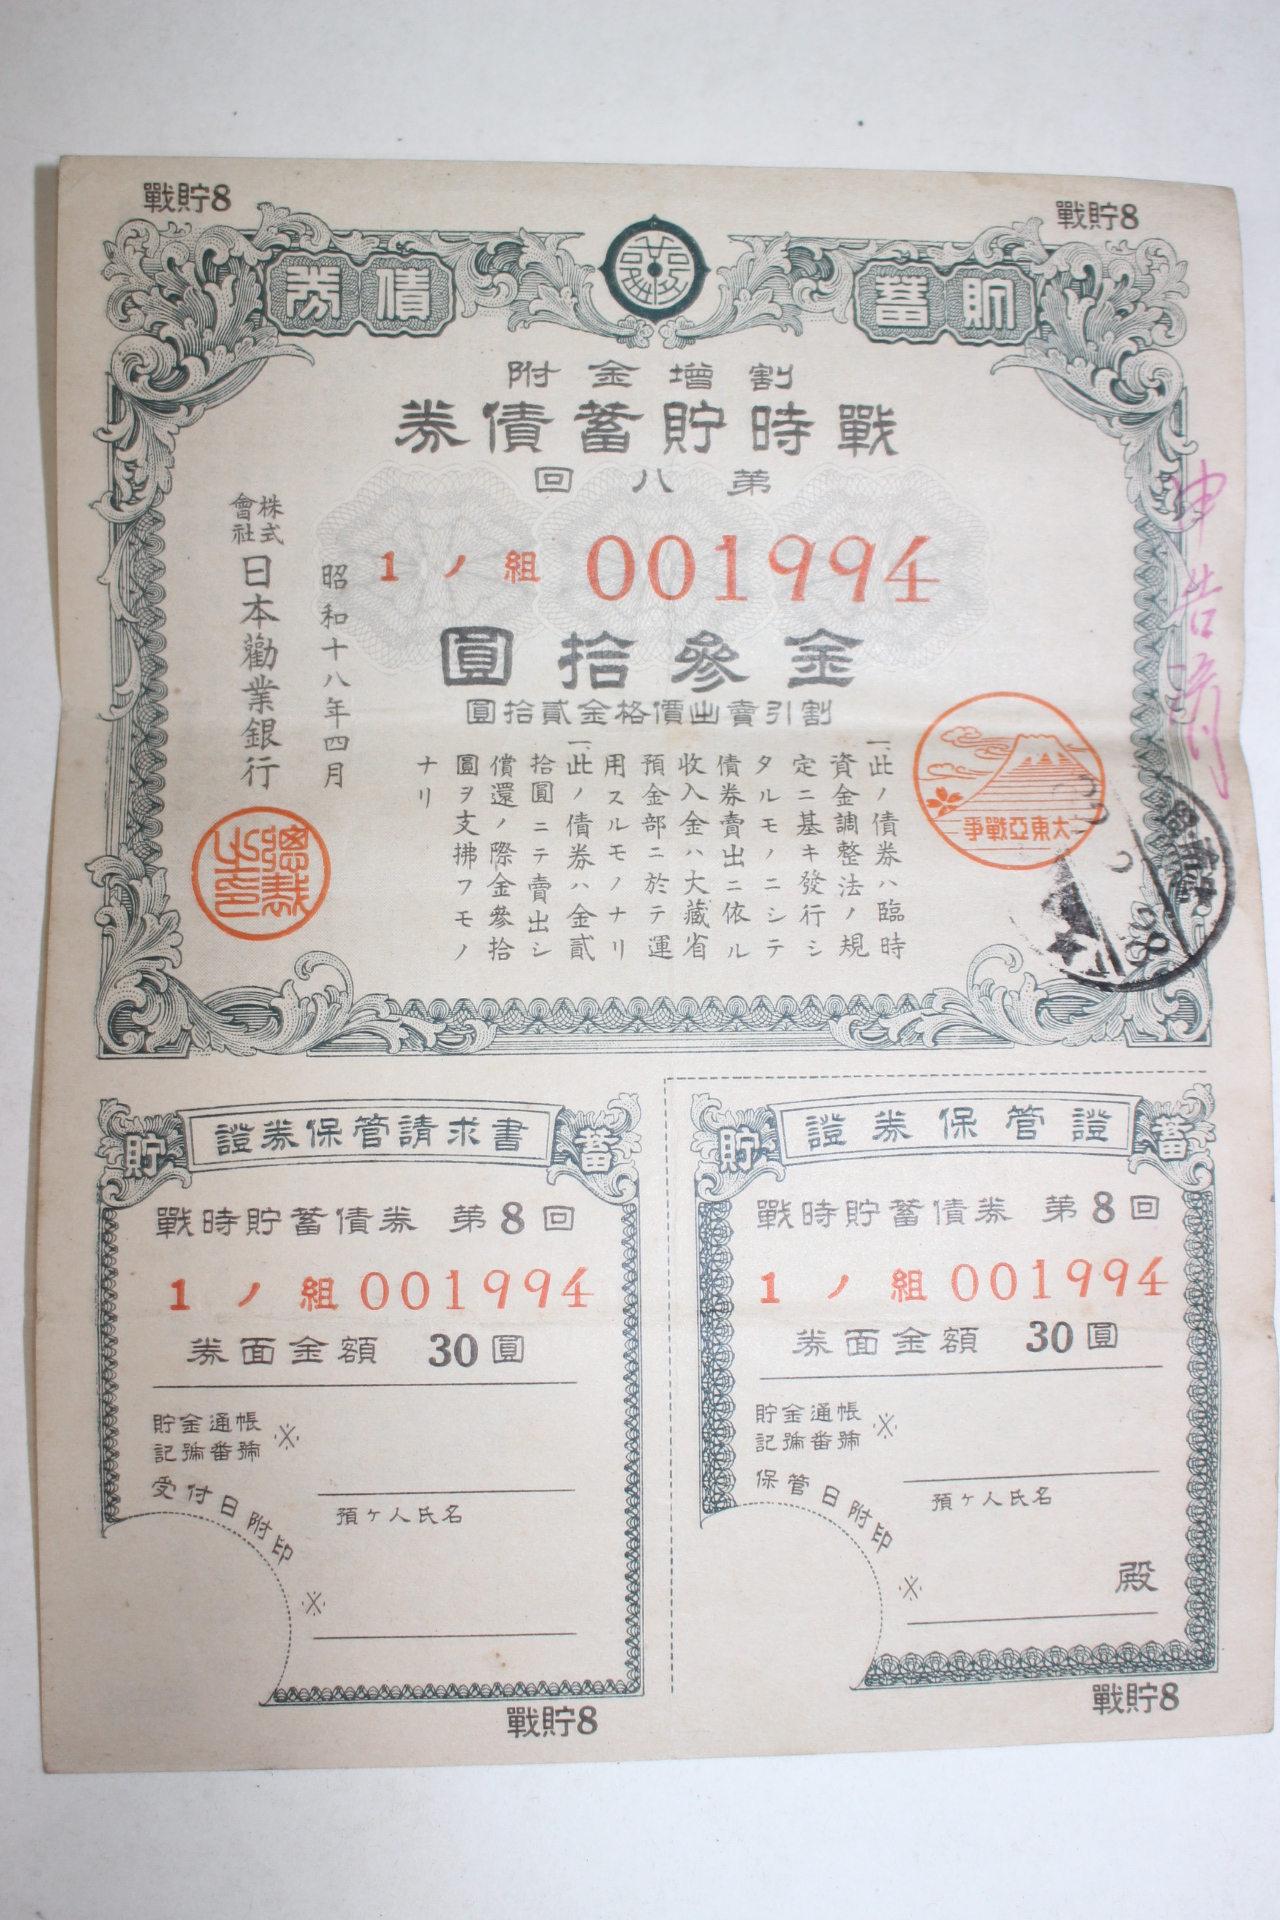 戰貯8
戰貯8
貯蓄
債券
割增金附
戰時貯蓄債券
第八回
1ノ組 001994
金參拾圓
割引賣出價格金貳拾圓
一、此ノ債券ハ臨時
資金調整法ノ規
定ニ基キ發行シ
タルモノニシテ
債券賣出ニ依ル
收入金ハ大藏省
預金部ニ於テ運
用スルモノナリ
一、此ノ債券ハ金貳
拾圓ニテ賣出シ
償還ノ際金參拾
圓ヲ支拂フモノ
ナリ
昭和十八年四月
株式會社日本勸業銀行
總裁之印
大東亞戰爭
申告済
證券保管請求書
貯
蓄
戰時貯蓄債券 第8回
1ノ組 001994
券面金額 30圓
貯金通帳
記號番號
※
預ケ人氏名
受付日附印
※
戰貯8
證券保管證
貯
蓄
戰時貯蓄債券 第8回
1ノ組 001994
券面金額 30圓
貯金通帳
記號番號
※
預ケ人氏名
保管日附印
※
殿
戰貯8